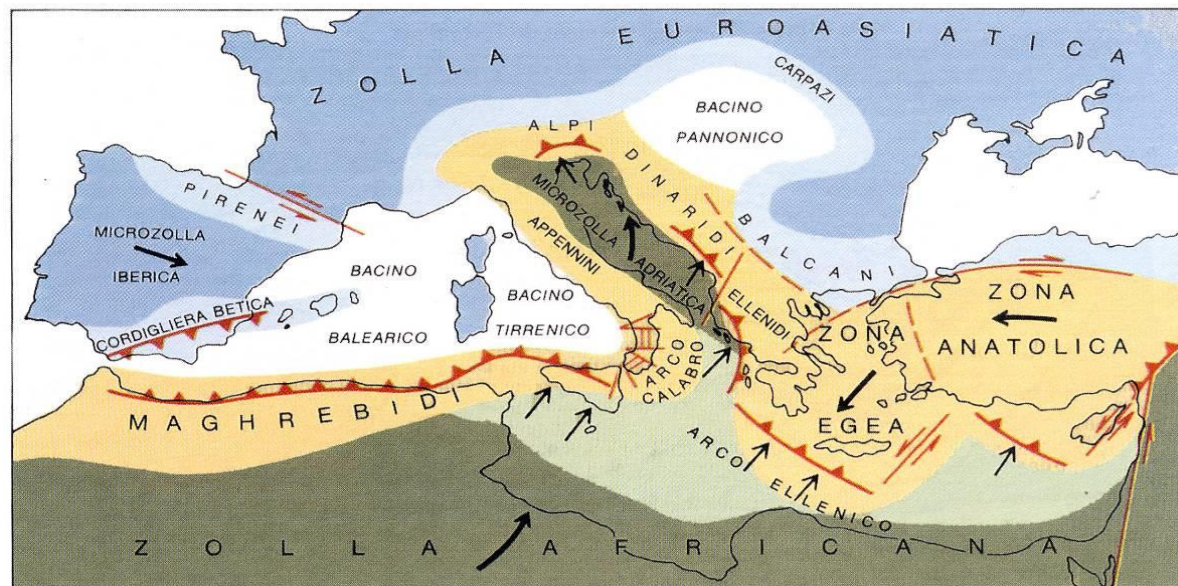 ZOLLA EUROASIATICA
CARPAZI
BACINO
PANNONICO
ALPI
DINARIDI
PIRENEI
MICROZOLLA
IBERICA
MICROZOLLA
ADRIATICA
BALCANI
APPENNINI
BACINO
BALEARICO
BACINO
TIRRENICO
CORDIGLIERA BETICA
ELLENIDI
ZONA
EGEA
ZONA
ANATOLICA
ARCO
CALABRO
MAGHREBIDI
ARCO
ELLENICO
ZOLLA AFRICANA